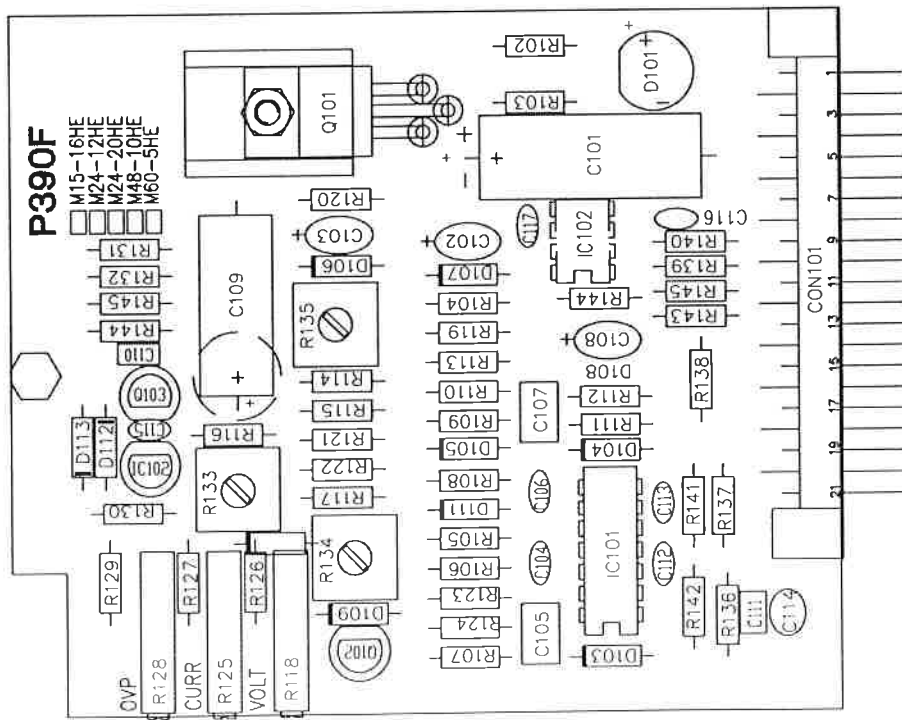 P390F
M15-16HE
M24-12HE
M24-20HE
M48-10HE
M60-5HE
R131
R132
R145
R144
C110
Q103
C115
IC102
D113
D112
R130
R129
R127
R126
OVP
R128
CURR
R125
VOLT
R118
C109
+
+
R116
R133
Q101
R120
+
C103
D106
R135
R114
R115
R121
R122
R117
R134
D109
Q102
R102
R103
+
+
D101
-
+
+
-
+
C101
+
C102
C117
IC102
D107
R104
R119
R113
R110
R109
D105
R108
D111
R105
R106
R123
R124
R107
R144
+
C108
D108
R112
R111
D104
C107
C106
C104
C105
IC101
D103
C113
C112
C116
R140
R139
R145
R143
R138
R141
R137
R142
R136
C111
C114
CON101
1
3
5
7
9
11
13
15
17
19
21